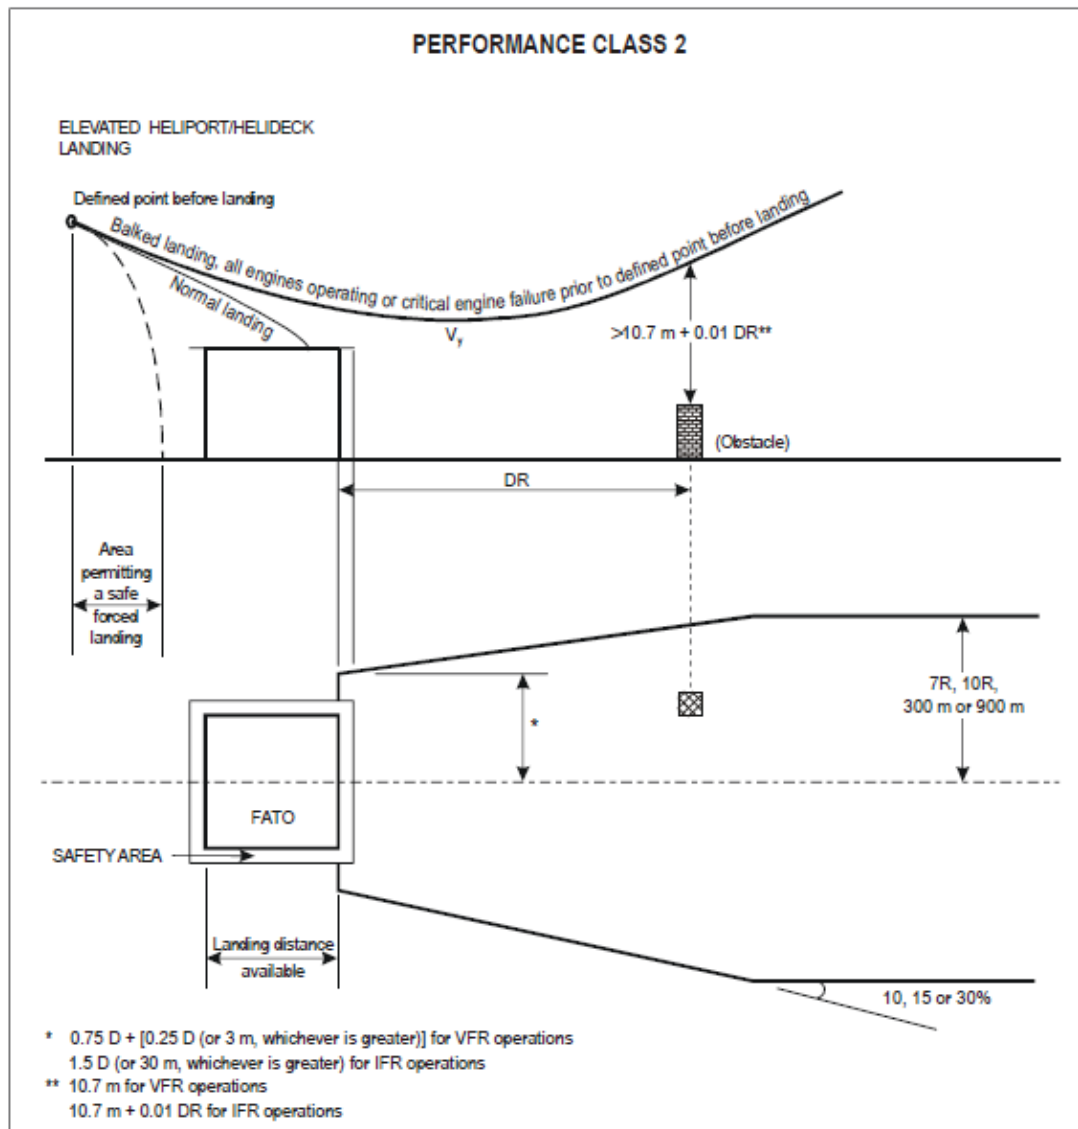 PERFORMANCE CLASS 2
ELEVATED HELIPORT/HELIDECK
LANDING
Defined point before landing
Balked landing, all engines operating or critical engine failure prior to defined point before landing
Normal landing
Vy
>10.7 m + 0.01 DR**
(Obstacle)
DR
Area
permitting
a safe
forced
landing
7R, 10R,
300 m or 900 m
*
FATO
SAFETY AREA
Landing distance
available
10, 15 or 30%
* 0.75 D + [0.25 D (or 3 m, whichever is greater)] for VFR operations
1.5 D (or 30 m, whichever is greater) for IFR operations
** 10.7 m for VFR operations
10.7 m + 0.01 DR for IFR operations